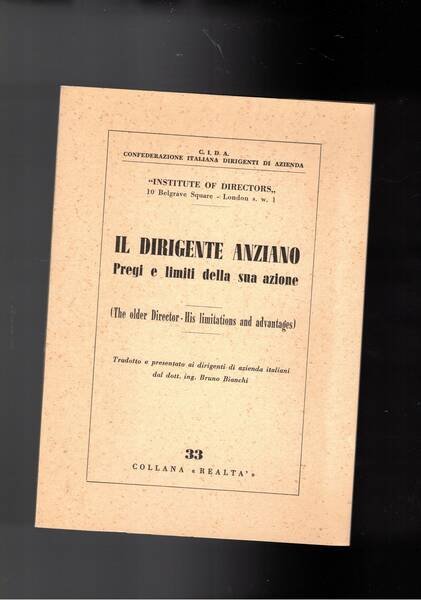 C. I. D. A.
CONFEDERAZIONE ITALIANA DIRIGENTI DI AZIENDA
„INSTITUTE OF DIRECTORS„
10 Belgrave Square - London s. w. 1
IL DIRIGENTE ANZIANO
Pregi e limiti della sua azione
(The older Director - His limitations and advantages)
Tradotto e presentato ai dirigenti di azienda italiani
dal dott. ing. Bruno Bianchi
33
COLLANA « REALTA' »